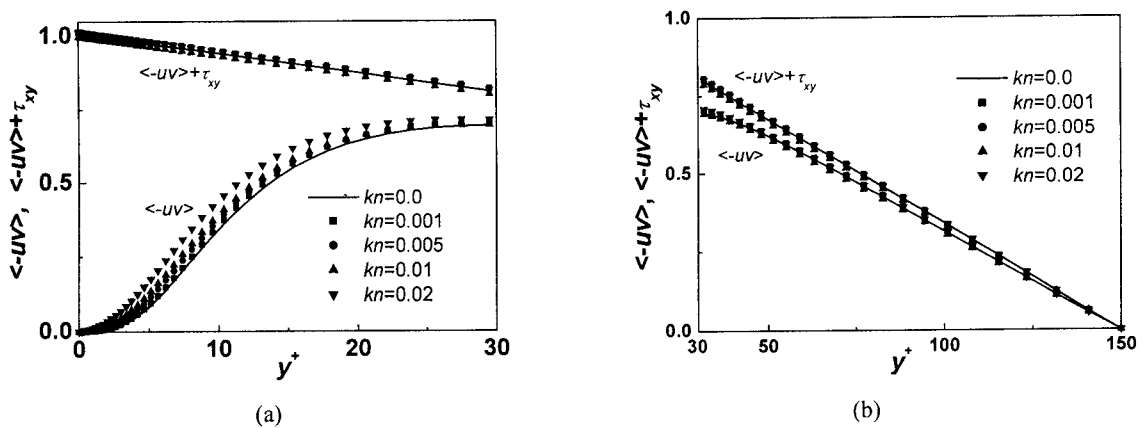 <-uv>, <-uv>+τxy
1.0
0.5
0.0
<-uv>+τxy
<-uv>
kn=0.0
kn=0.001
kn=0.005
kn=0.01
kn=0.02
0 10 20 30
y+
(a)
<-uv>, <-uv>+τxy
1.0
0.5
0.0
<-uv>+τxy
<-uv>
kn=0.0
kn=0.001
kn=0.005
kn=0.01
kn=0.02
30 50 100 150
y+
(b)